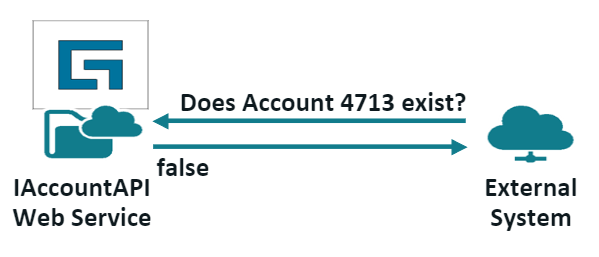 Does Account 4713 exist?
false
IAccountAPI
Web Service
External
System